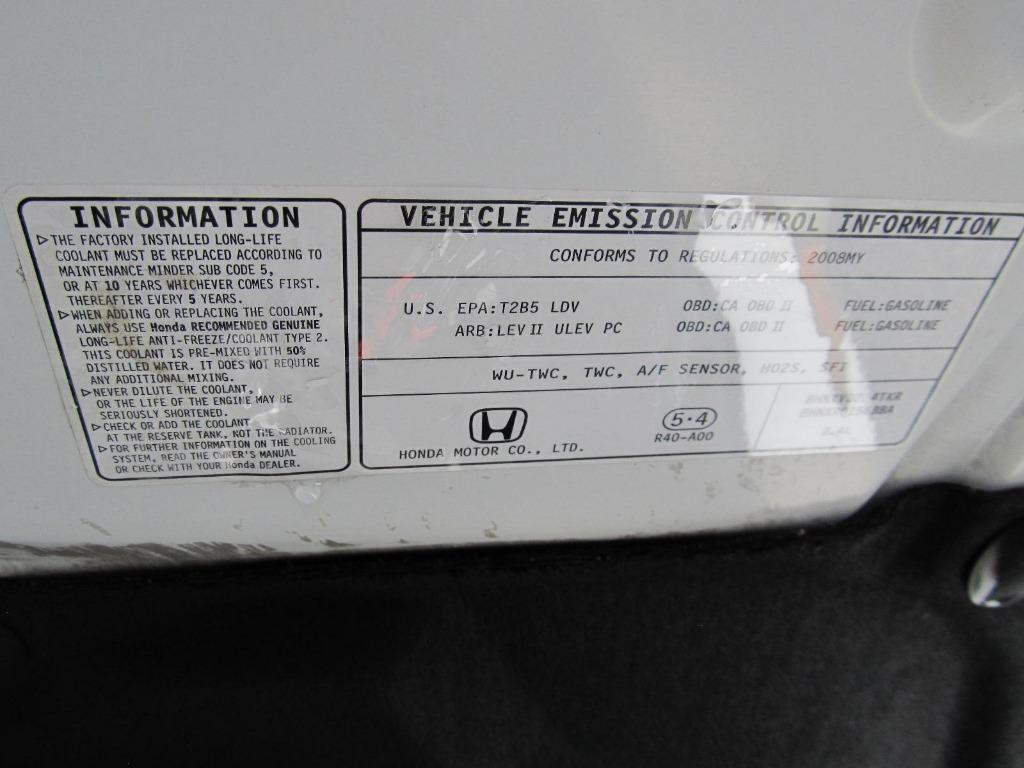 INFORMATION
▷THE FACTORY INSTALLED LONG-LIFE
COOLANT MUST BE REPLACED ACCORDING TO
MAINTENANCE MINDER SUB CODE 5,
OR AT 10 YEARS WHICHEVER COMES FIRST.
THEREAFTER EVERY 5 YEARS.
▷WHEN ADDING OR REPLACING THE COOLANT,
ALWAYS USE Honda RECOMMENDED GENUINE
LONG-LIFE ANTI-FREEZE/COOLANT TYPE 2.
THIS COOLANT IS PRE-MIXED WITH 50%
DISTILLED WATER. IT DOES NOT REQUIRE
ANY ADDITIONAL MIXING.
▷NEVER DILUTE THE COOLANT,
OR THE LIFE OF THE ENGINE MAY BE
SERIOUSLY SHORTENED.
▷CHECK OR ADD THE COOLANT
AT THE RESERVE TANK, NOT THE RADIATOR.
▷FOR FURTHER INFORMATION ON THE COOLING
SYSTEM, READ THE OWNER'S MANUAL
OR CHECK WITH YOUR Honda DEALER.
VEHICLE EMISSION CONTROL INFORMATION
CONFORMS TO REGULATIONS: 2008MY
U.S. EPA:T2B5 LDV OBD:CA OBD II FUEL:GASOLINE
ARB:LEV II ULEV PC OBD:CA OBD II FUEL:GASOLINE
WU-TWC, TWC, A/F SENSOR, HO2S, SFI
HONDA MOTOR CO., LTD.
5·4
R40-A00